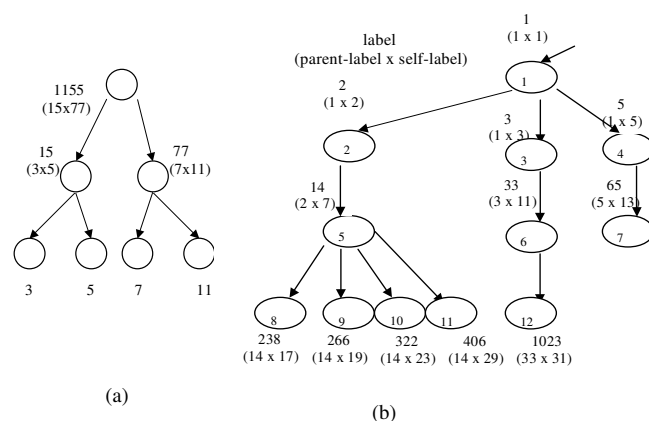 1155
(15x77)
15
(3x5)
77
(7x11)
3 5 7 11
(a)
label
(parent-label x self-label)
1
(1 x 1)
1
2
(1 x 2)
2
3
(1 x 3)
3
5
(1 x 5)
4
14
(2 x 7)
5
33
(3 x 11)
6
65
(5 x 13)
7
8 9 10 11 12
238 266 322 406 1023
(14 x 17) (14 x 19) (14 x 23) (14 x 29) (33 x 31)
(b)